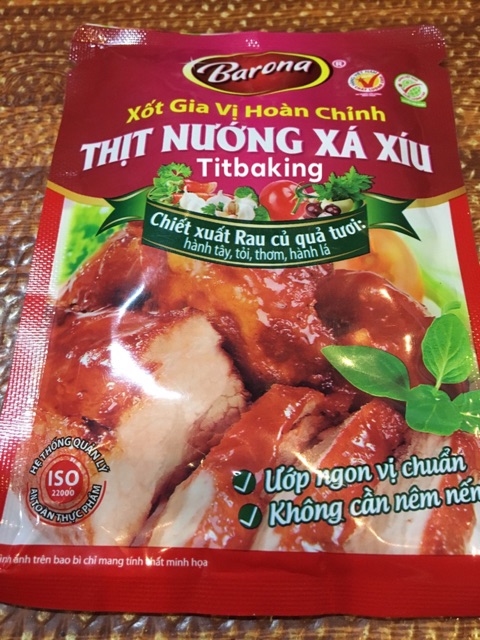 Barona®
Xốt Gia Vị Hoàn Chỉnh
THỊT NƯỚNG XÁ XÍU
Titbaking
Chiết xuất Rau củ quả tươi:
hành tây, tỏi, thơm, hành lá
HỆ THỐNG QUẢN LÝ
ISO
22000
AN TOÀN THỰC PHẨM
Ướp ngon vị chuẩn
Không cần nêm nếm
ình ảnh trên bao bì chỉ mang tính chất minh họa